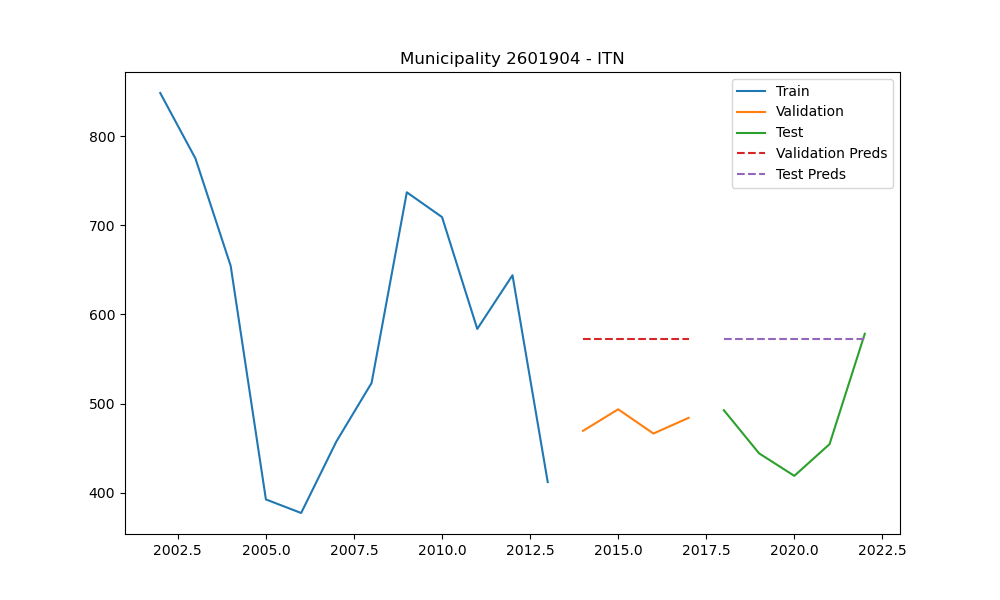 Municipality 2601904 - ITN
Train
Validation
Test
Validation Preds
Test Preds
800
700
600
500
400
2002.5 2005.0 2007.5 2010.0 2012.5 2015.0 2017.5 2020.0 2022.5